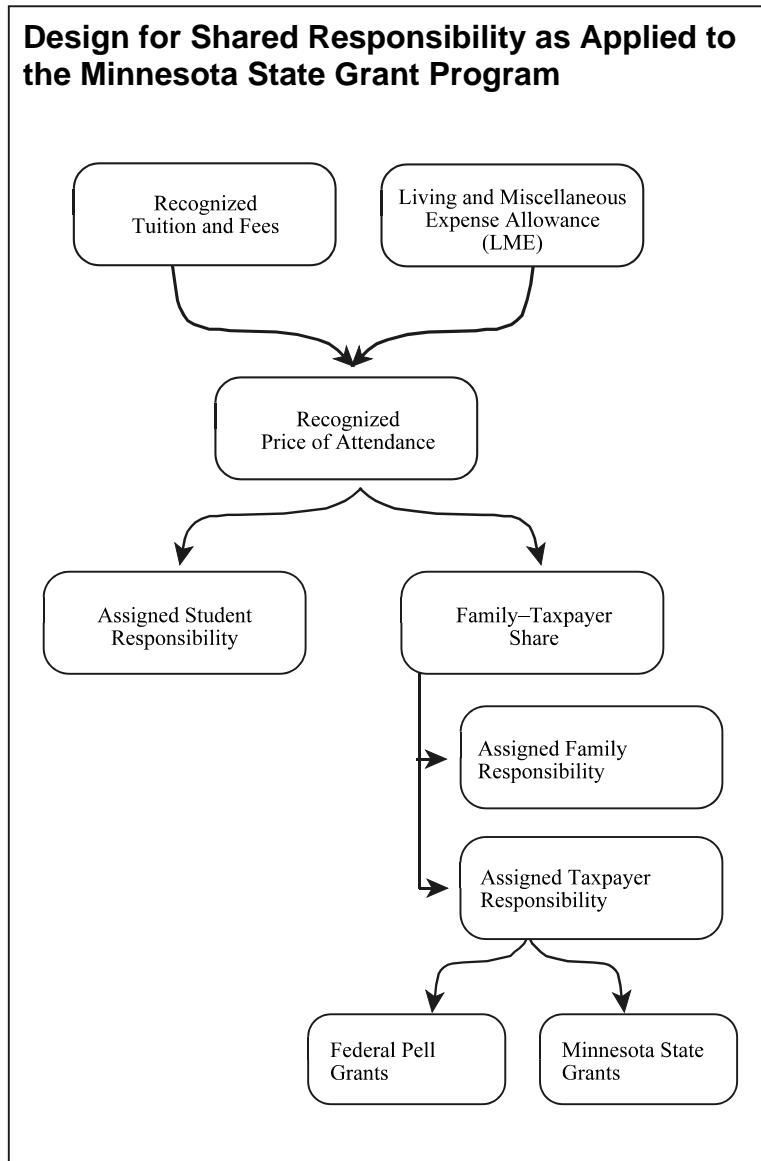 Design for Shared Responsibility as Applied to
the Minnesota State Grant Program
Recognized
Tuition and Fees
Living and Miscellaneous
Expense Allowance
(LME)
Recognized
Price of Attendance
Assigned Student
Responsibility
Family–Taxpayer
Share
Assigned Family
Responsibility
Assigned Taxpayer
Responsibility
Federal Pell
Grants
Minnesota State
Grants